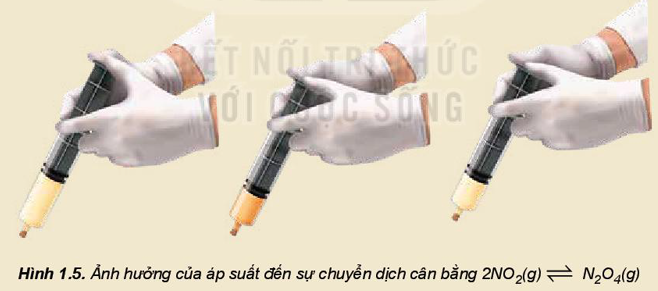 KẾT NỐI TRI THỨC
VỚI CUỘC SỐNG
Hình 1.5. Ảnh hưởng của áp suất đến sự chuyển dịch cân bằng 2NO₂(g) ⇌ N₂O₄(g)